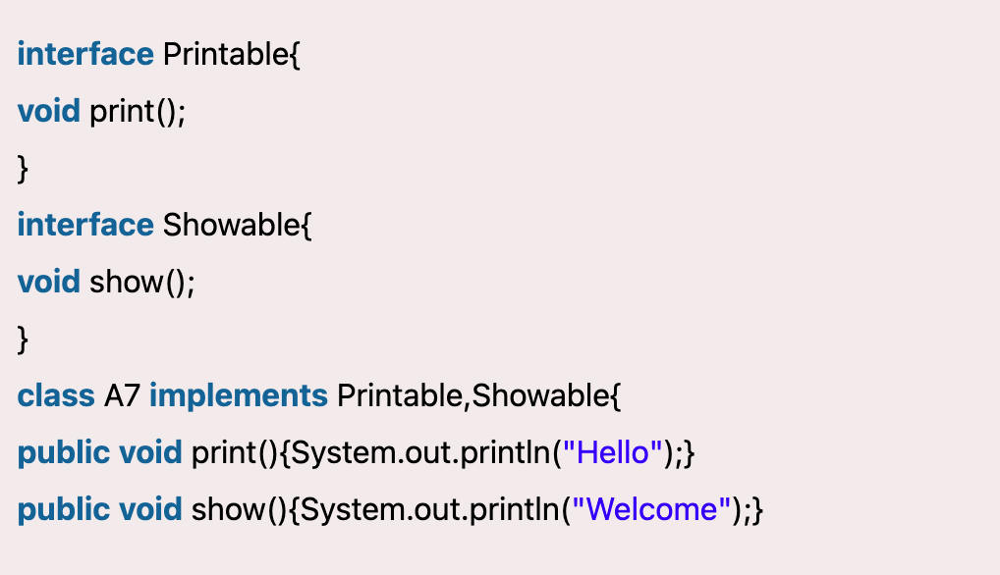 interface Printable{
void print();
}
interface Showable{
void show();
}
class A7 implements Printable,Showable{
public void print(){System.out.println("Hello");}
public void show(){System.out.println("Welcome");}